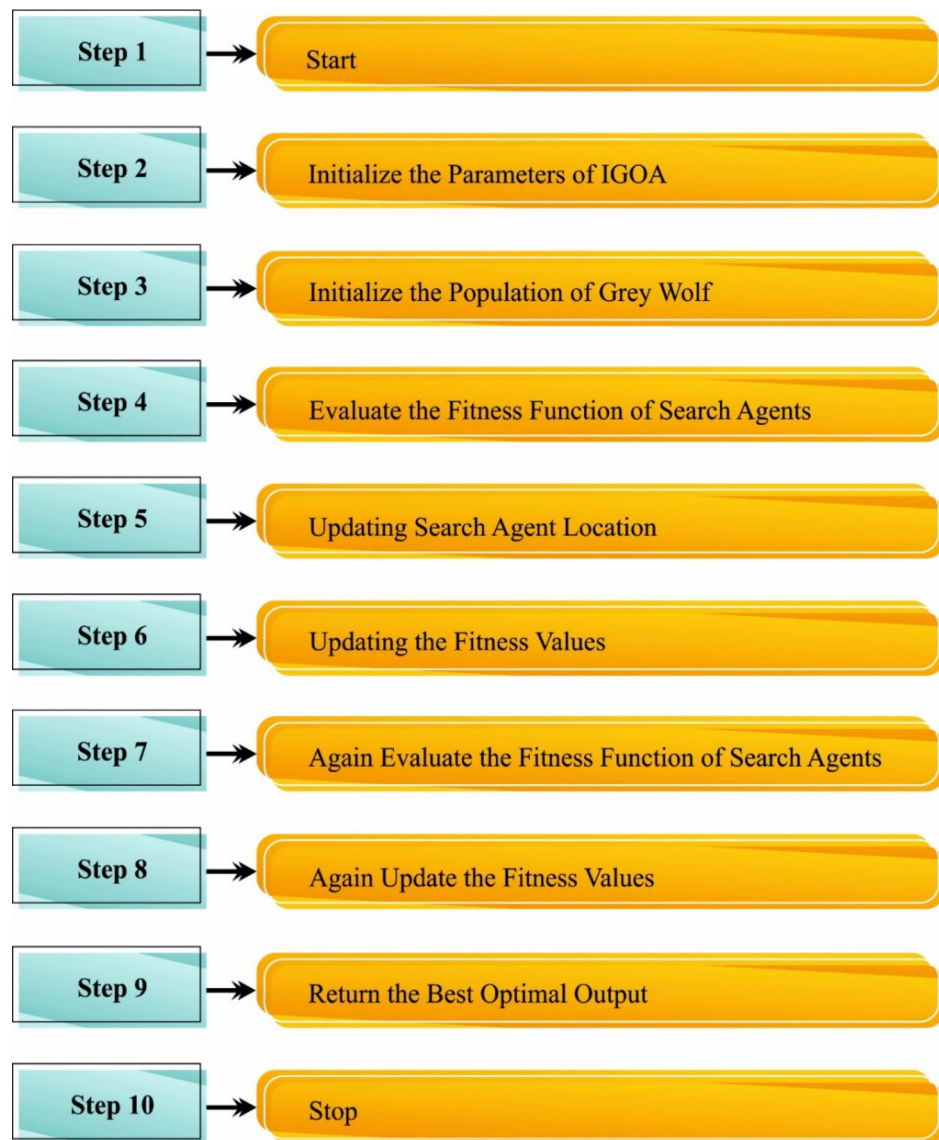 Step 1
Start
Step 2
Initialize the Parameters of IGOA
Step 3
Initialize the Population of Grey Wolf
Step 4
Evaluate the Fitness Function of Search Agents
Step 5
Updating Search Agent Location
Step 6
Updating the Fitness Values
Step 7
Again Evaluate the Fitness Function of Search Agents
Step 8
Again Update the Fitness Values
Step 9
Return the Best Optimal Output
Step 10
Stop